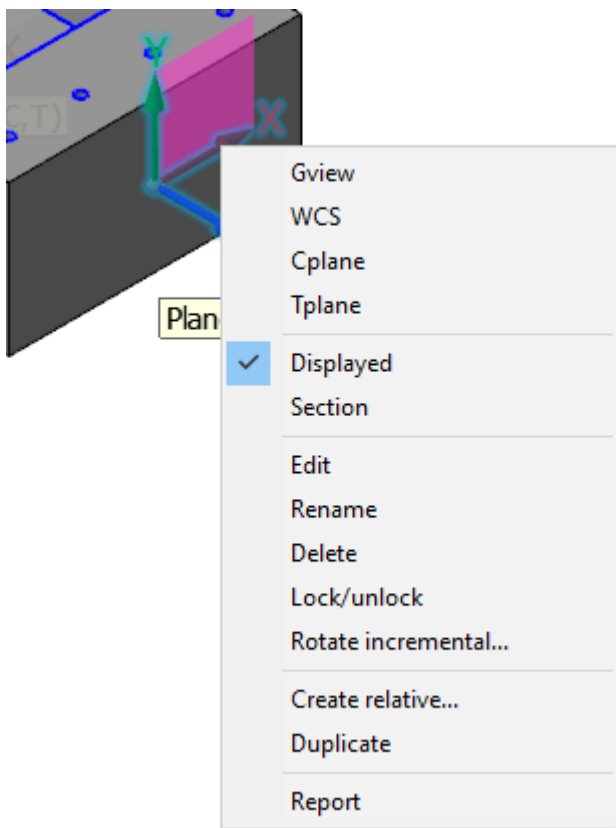 Y
X
C,T)
Plan
Gview
WCS
Cplane
Tplane
Displayed
Section
Edit
Rename
Delete
Lock/unlock
Rotate incremental...
Create relative...
Duplicate
Report